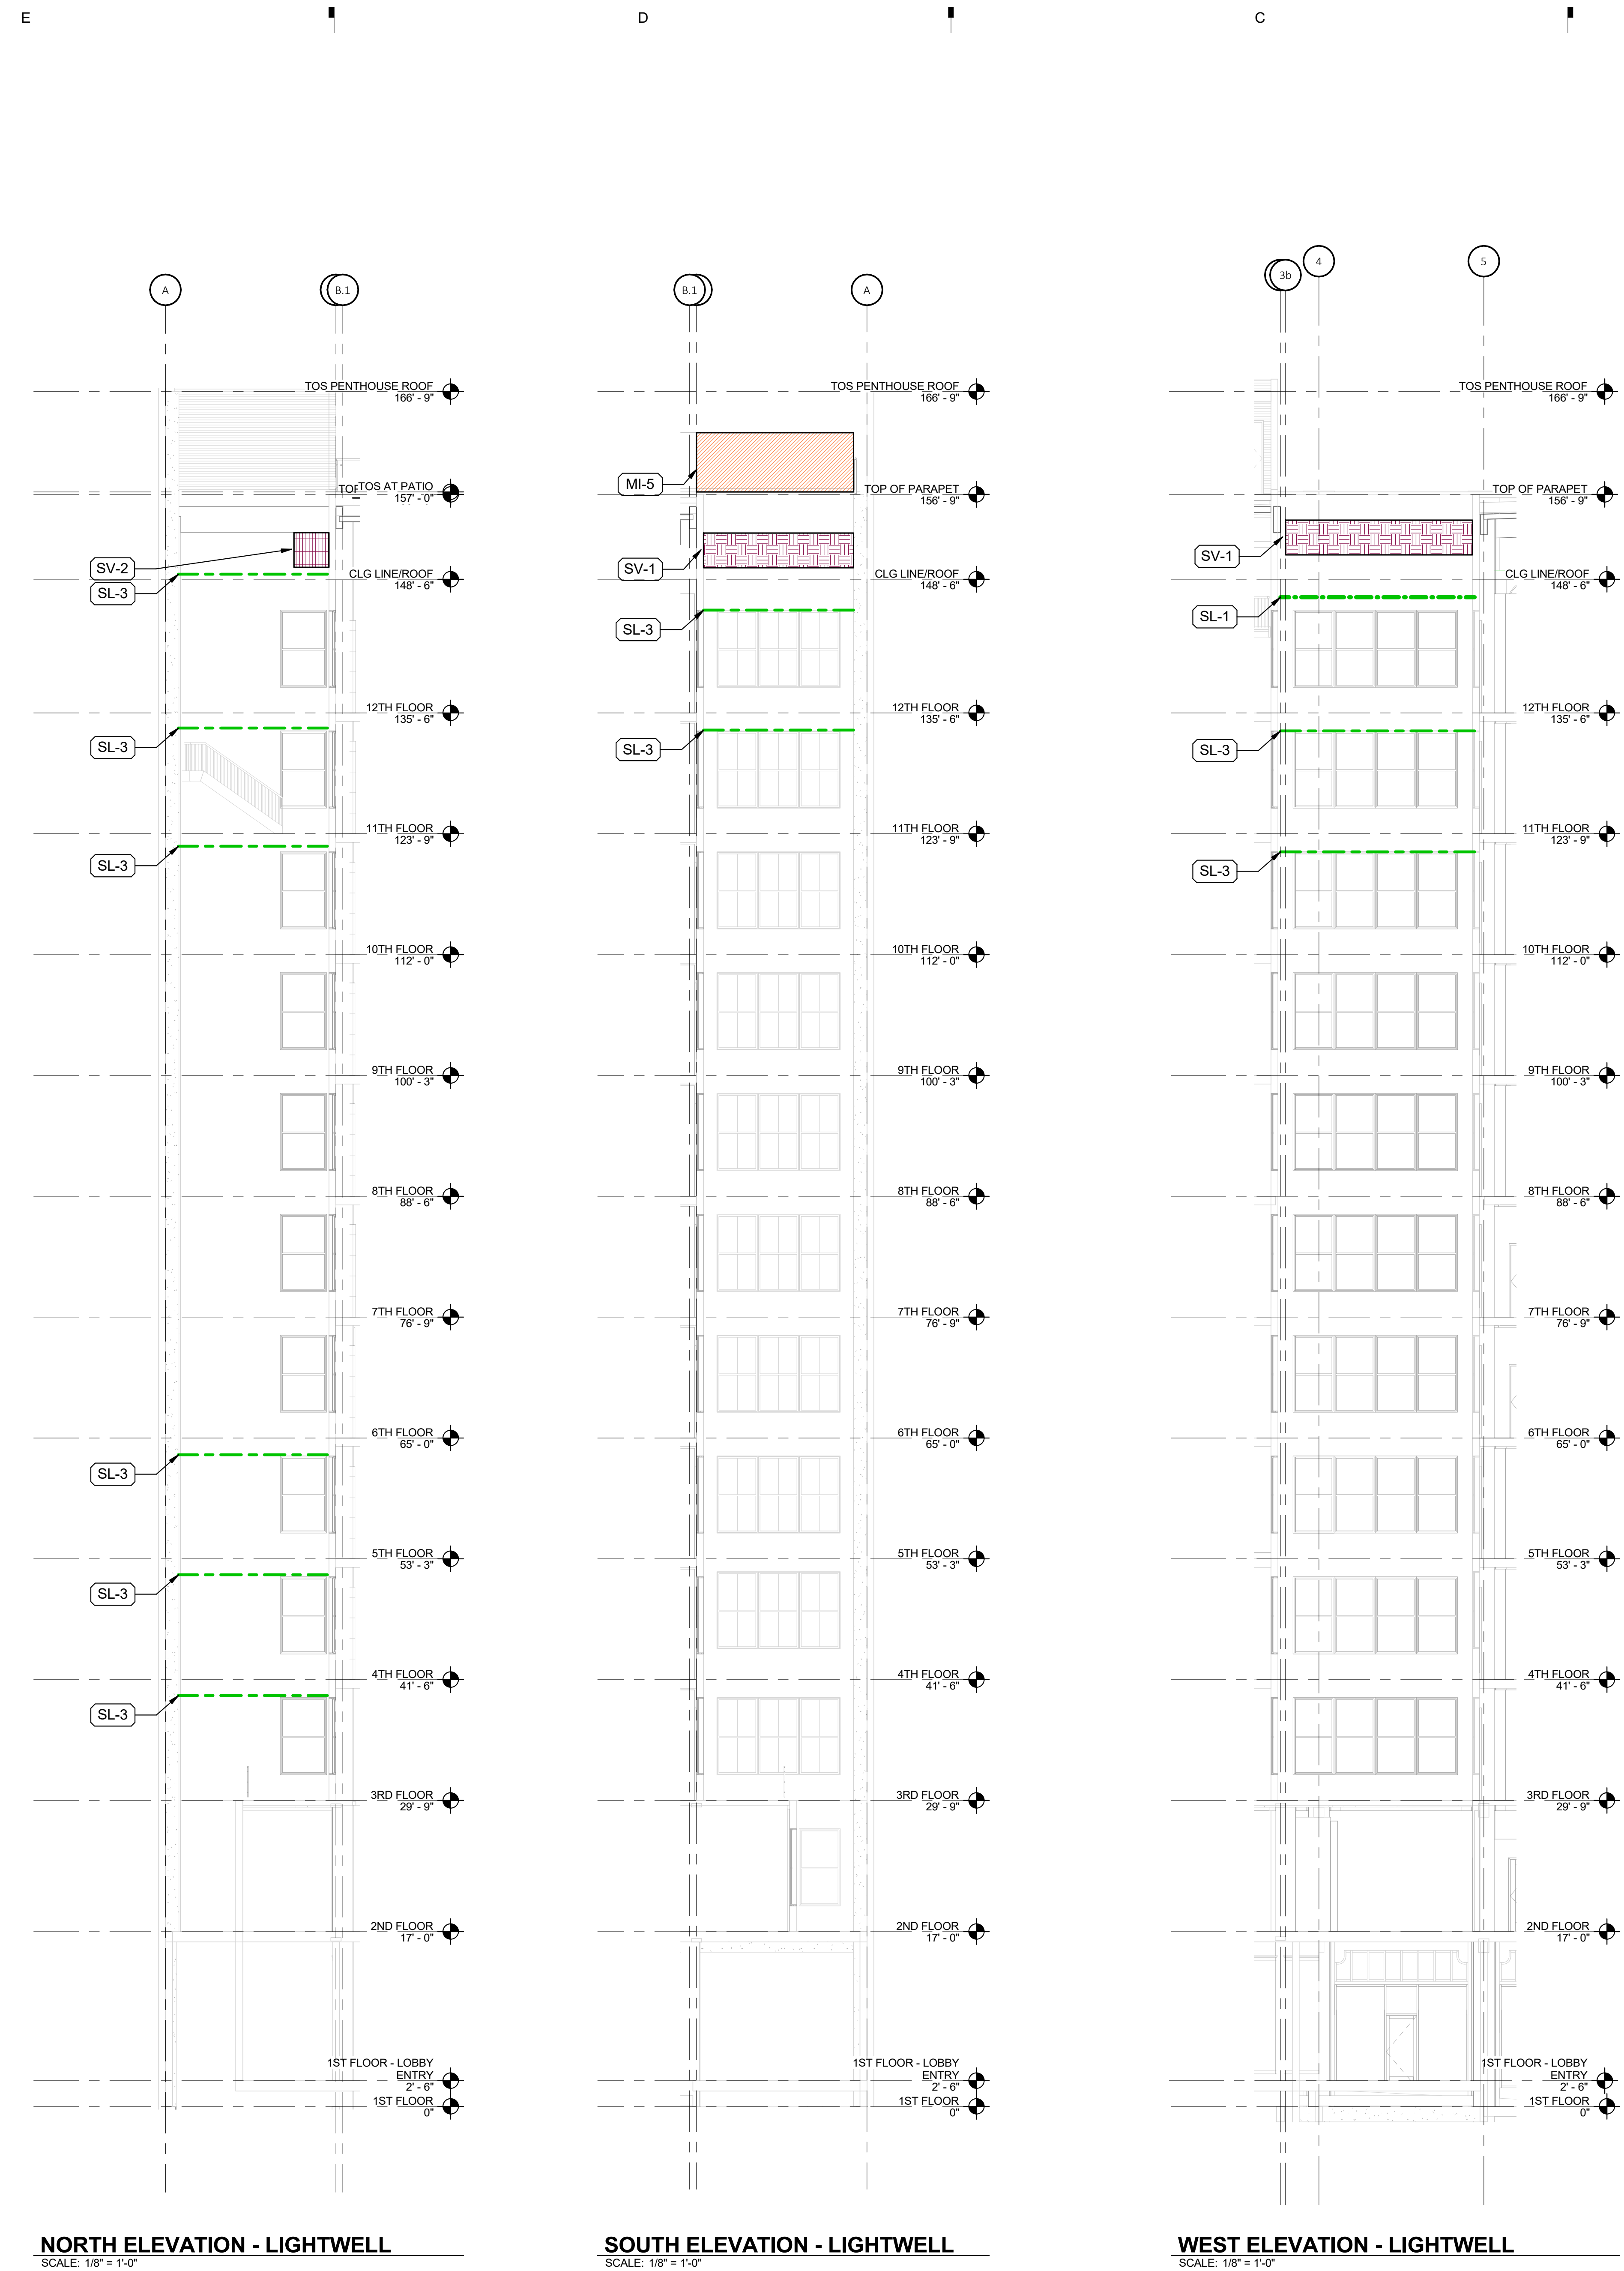 E
D
C
A
B.1
TOS PENTHOUSE ROOF
166' - 9"
TOS AT PATIO
157' - 0"
SV-2
SL-3
CLG LINE/ROOF
148' - 6"
12TH FLOOR
135' - 6"
SL-3
11TH FLOOR
123' - 9"
SL-3
10TH FLOOR
112' - 0"
9TH FLOOR
100' - 3"
8TH FLOOR
88' - 6"
7TH FLOOR
76' - 9"
6TH FLOOR
65' - 0"
SL-3
5TH FLOOR
53' - 3"
SL-3
4TH FLOOR
41' - 6"
SL-3
3RD FLOOR
29' - 9"
2ND FLOOR
17' - 0"
1ST FLOOR - LOBBY
ENTRY
2' - 6"
1ST FLOOR
0"
NORTH ELEVATION - LIGHTWELL
SCALE: 1/8" = 1'-0"
B.1
A
TOS PENTHOUSE ROOF
166' - 9"
MI-5
TOP OF PARAPET
156' - 9"
SV-1
CLG LINE/ROOF
148' - 6"
SL-3
12TH FLOOR
135' - 6"
SL-3
11TH FLOOR
123' - 9"
10TH FLOOR
112' - 0"
9TH FLOOR
100' - 3"
8TH FLOOR
88' - 6"
7TH FLOOR
76' - 9"
6TH FLOOR
65' - 0"
5TH FLOOR
53' - 3"
4TH FLOOR
41' - 6"
3RD FLOOR
29' - 9"
2ND FLOOR
17' - 0"
1ST FLOOR - LOBBY
ENTRY
2' - 6"
1ST FLOOR
0"
SOUTH ELEVATION - LIGHTWELL
SCALE: 1/8" = 1'-0"
3b
4
5
TOS PENTHOUSE ROOF
166' - 9"
TOP OF PARAPET
156' - 9"
SV-1
CLG LINE/ROOF
148' - 6"
SL-1
12TH FLOOR
135' - 6"
SL-3
11TH FLOOR
123' - 9"
SL-3
10TH FLOOR
112' - 0"
9TH FLOOR
100' - 3"
8TH FLOOR
88' - 6"
7TH FLOOR
76' - 9"
6TH FLOOR
65' - 0"
5TH FLOOR
53' - 3"
4TH FLOOR
41' - 6"
3RD FLOOR
29' - 9"
2ND FLOOR
17' - 0"
1ST FLOOR - LOBBY
ENTRY
2' - 6"
1ST FLOOR
0"
WEST ELEVATION - LIGHTWELL
SCALE: 1/8" = 1'-0"